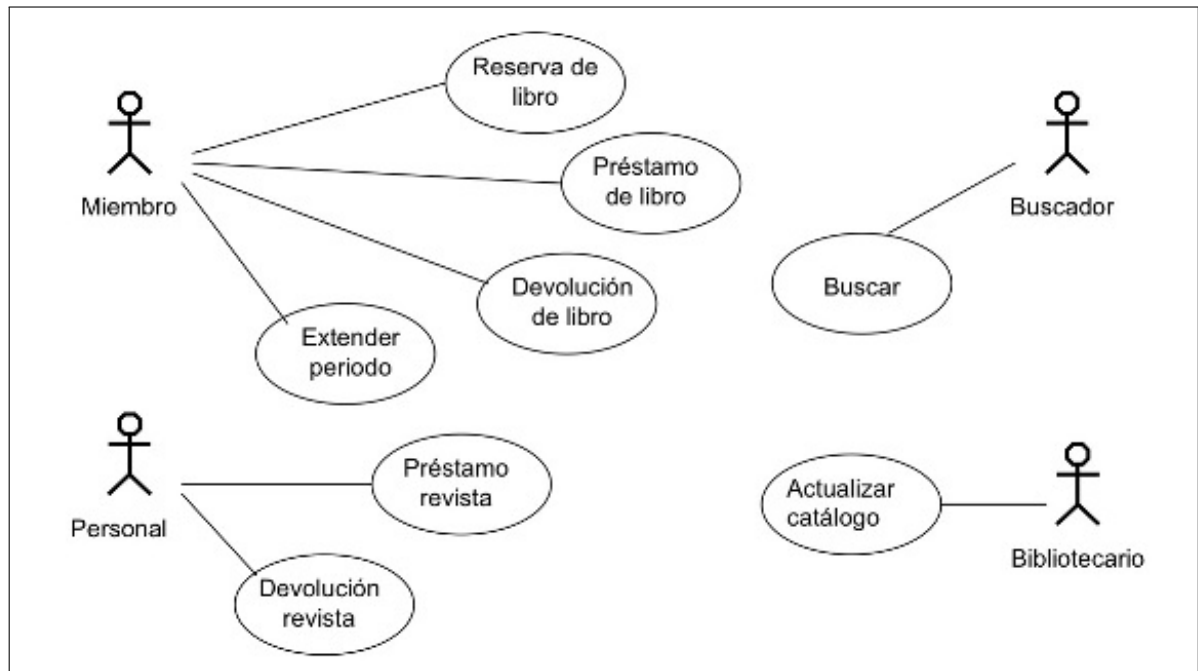 Reserva de
libro
Miembro
Préstamo
de libro
Buscador
Devolución
de libro
Buscar
Extender
periodo
Personal
Préstamo
revista
Actualizar
catálogo
Bibliotecario
Devolución
revista